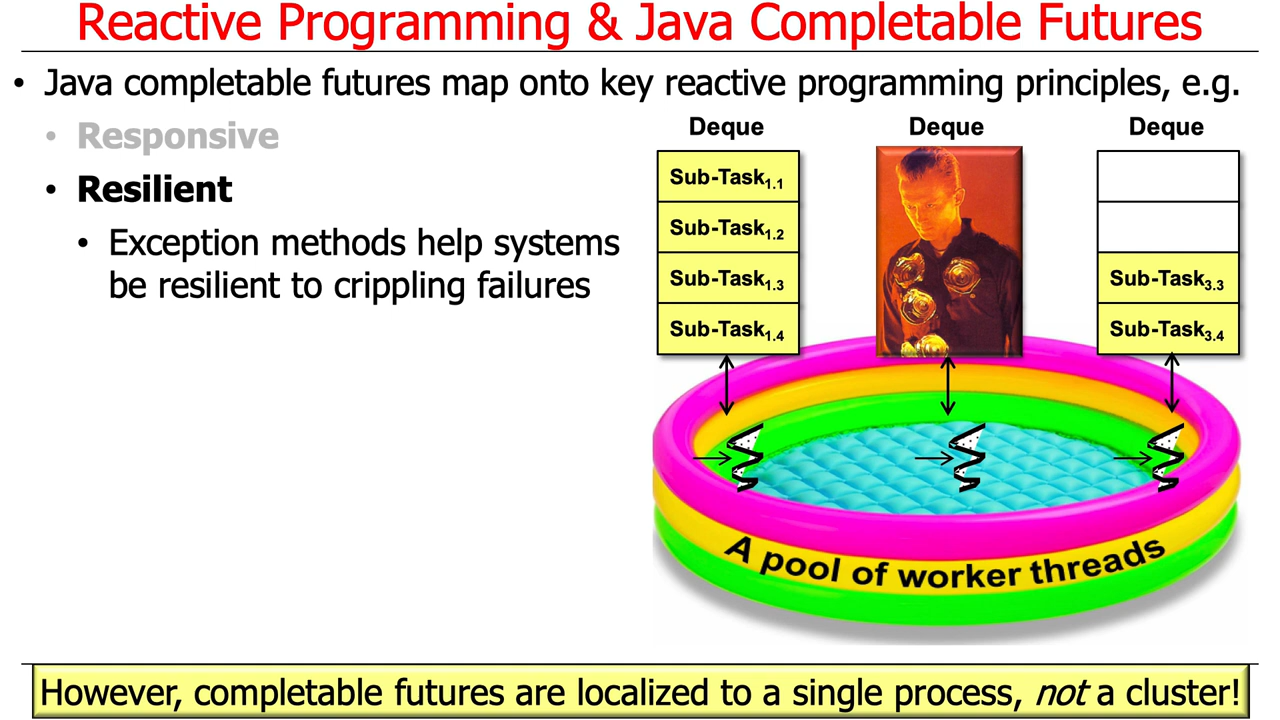 Reactive Programming & Java Completable Futures
• Java completable futures map onto key reactive programming principles, e.g.
• Responsive
• Resilient
• Exception methods help systems
be resilient to crippling failures
Deque
Sub-Task1.1
Sub-Task1.2
Sub-Task1.3
Sub-Task1.4
Deque
Deque
Sub-Task3.3
Sub-Task3.4
A pool of worker threads
However, completable futures are localized to a single process, not a cluster!